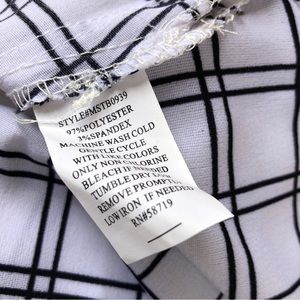 STYLE#MSTB0939
97%POLYESTER
3%SPANDEX
MACHINE WASH COLD
GENTLE CYCLE
WITH LIKE COLORS
ONLY NON CHLORINE
BLEACH IF NEEDED
TUMBLE DRY LOW
REMOVE PROMPTLY
LOW IRON IF NEEDED
RN#58719